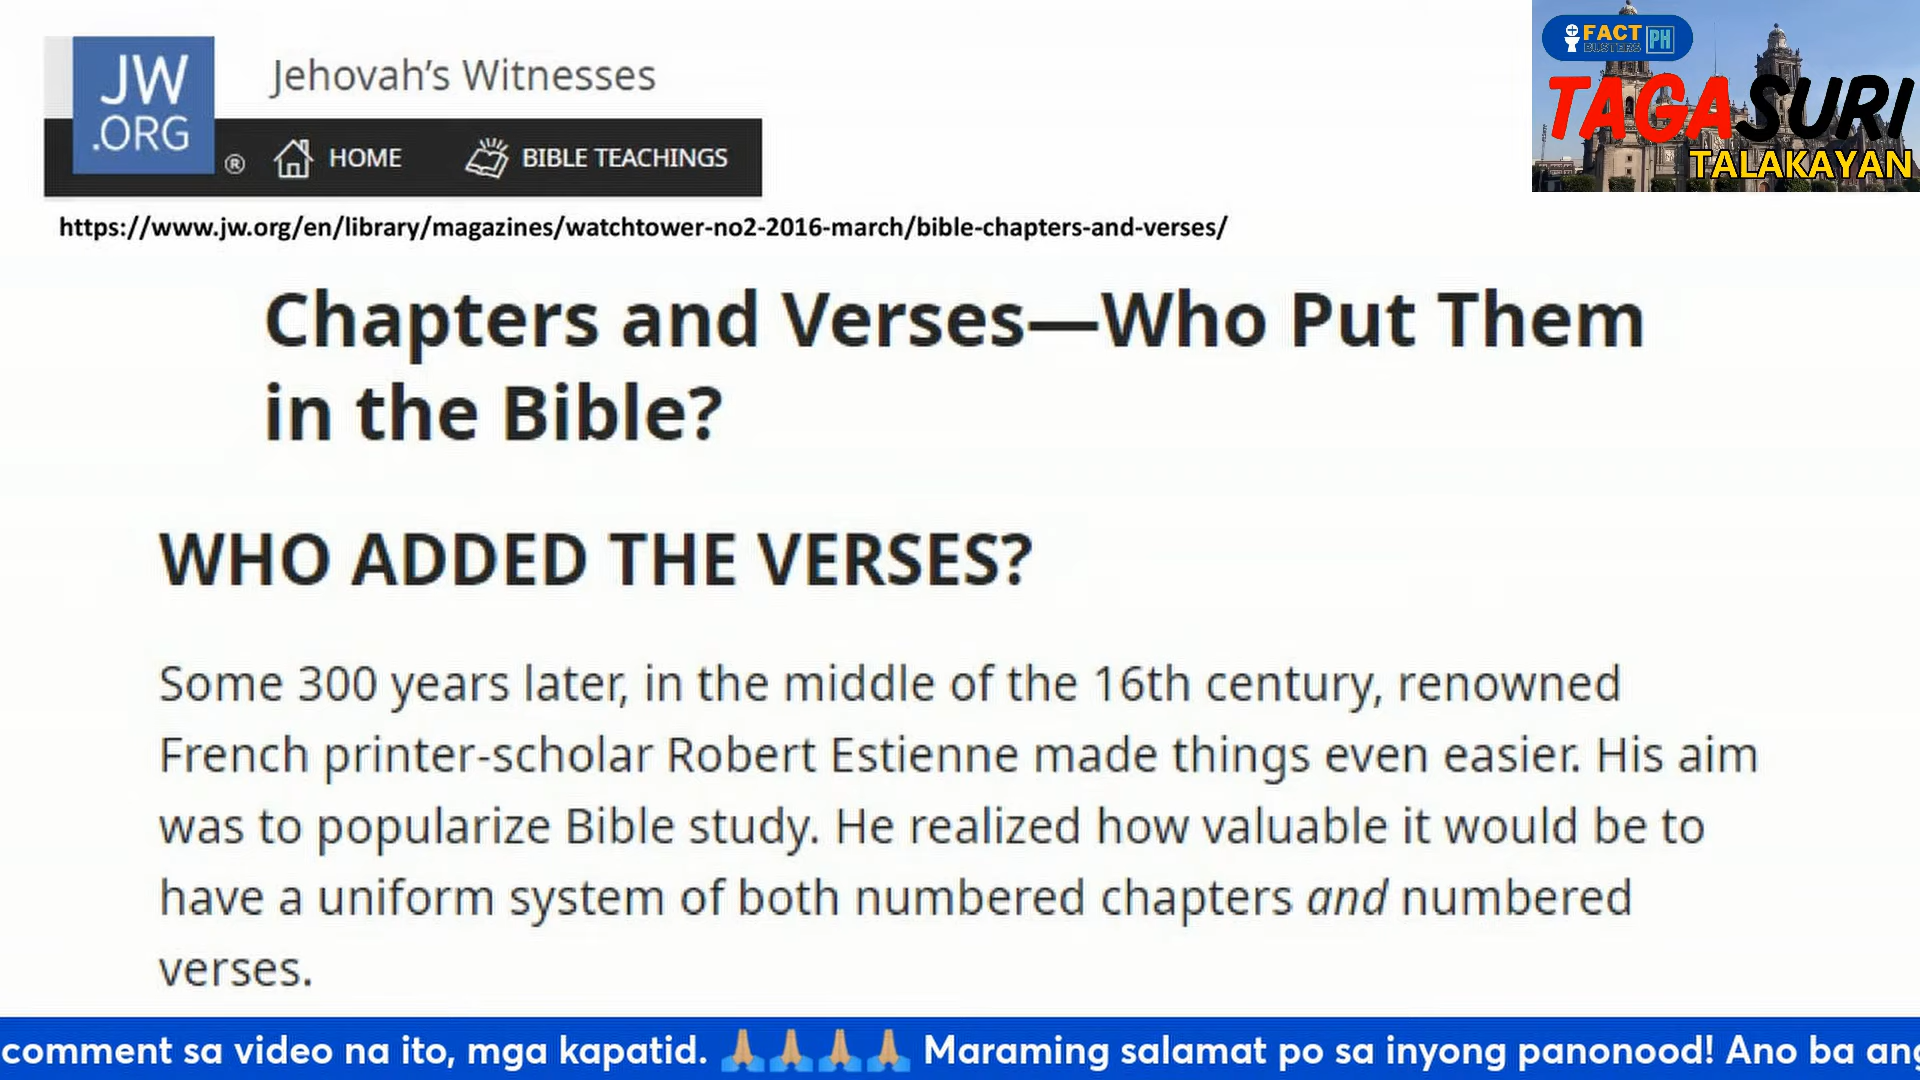 JW
.ORG
®
Jehovah's Witnesses
HOME
BIBLE TEACHINGS
FACT
BUSTERS
PH
TAGASURI
TALAKAYAN
https://www.jw.org/en/library/magazines/watchtower-no2-2016-march/bible-chapters-and-verses/
Chapters and Verses—Who Put Them
in the Bible?
WHO ADDED THE VERSES?
Some 300 years later, in the middle of the 16th century, renowned
French printer-scholar Robert Estienne made things even easier. His aim
was to popularize Bible study. He realized how valuable it would be to
have a uniform system of both numbered chapters and numbered
verses.
comment sa video na ito, mga kapatid. 🙏🙏🙏🙏 Maraming salamat po sa inyong panonood! Ano ba ang